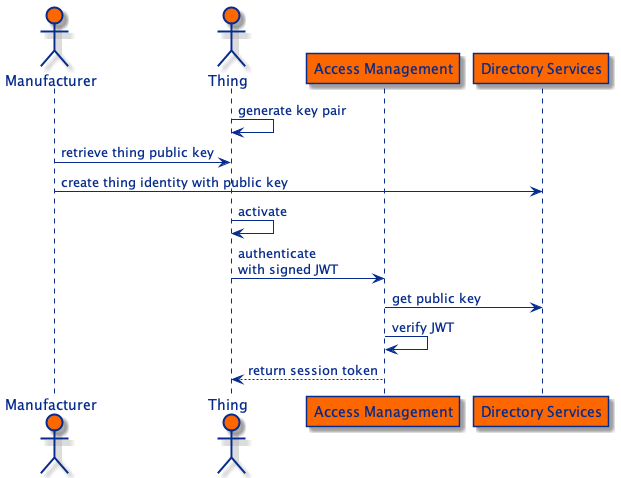 Manufacturer
Thing
Access Management
Directory Services
generate key pair
retrieve thing public key
create thing identity with public key
activate
authenticate
with signed JWT
get public key
verify JWT
return session token
Manufacturer
Thing
Access Management
Directory Services